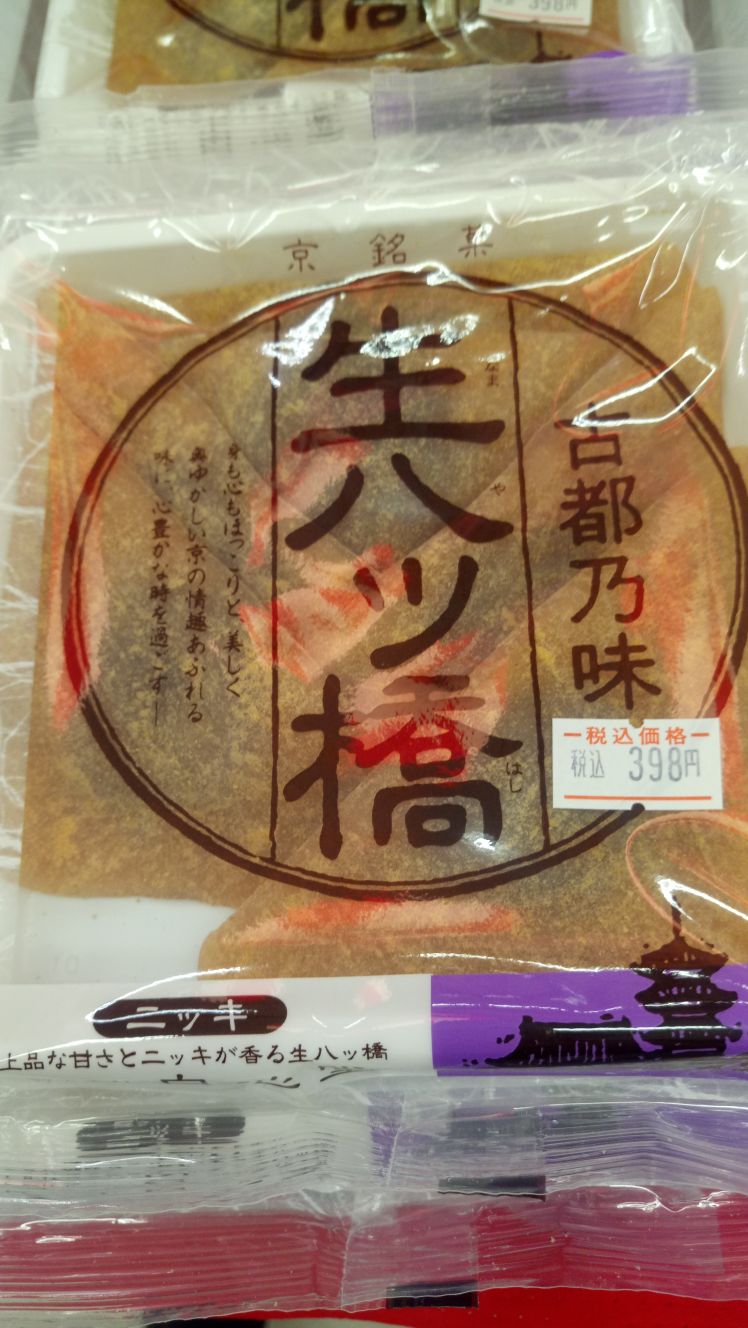 398円
京銘菓
古都乃味
生八ッ橋
なま
や
はし
身も心もほっこりと、美しく
奥ゆかしい京の情趣あふれる
味に、心豊かな時を過ごす―
税込価格
税込 398円
ニッキ
上品な甘さとニッキが香る生八ッ橋